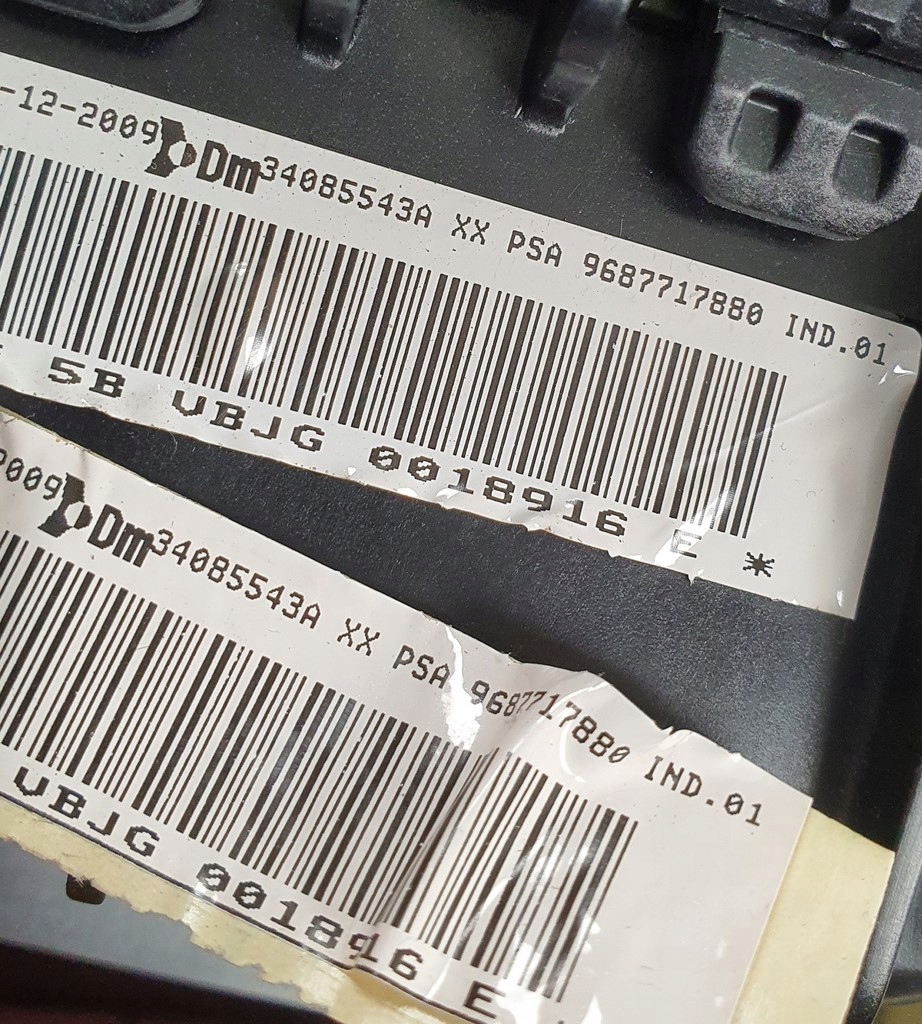 -12-2009 Dm 34085543A XX PSA 9687717880 IND.01
5B VBJG 0018916 E *
2009 Dm 34085543A XX PSA 9687717880 IND.01
VBJG 0018916 E